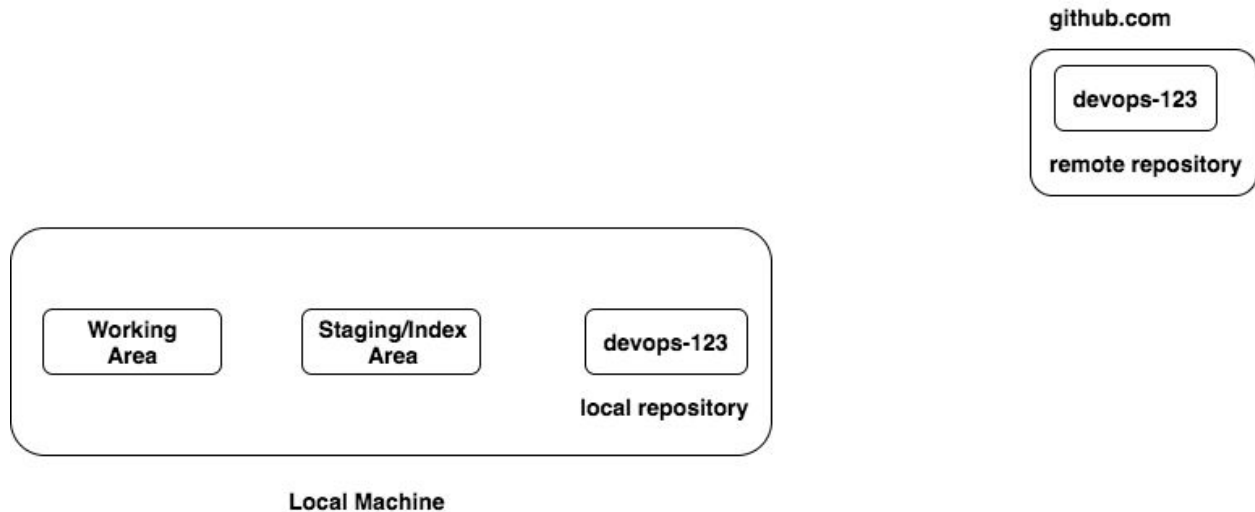 github.com
devops-123
remote repository
Working
Area
Staging/Index
Area
devops-123
local repository
Local Machine